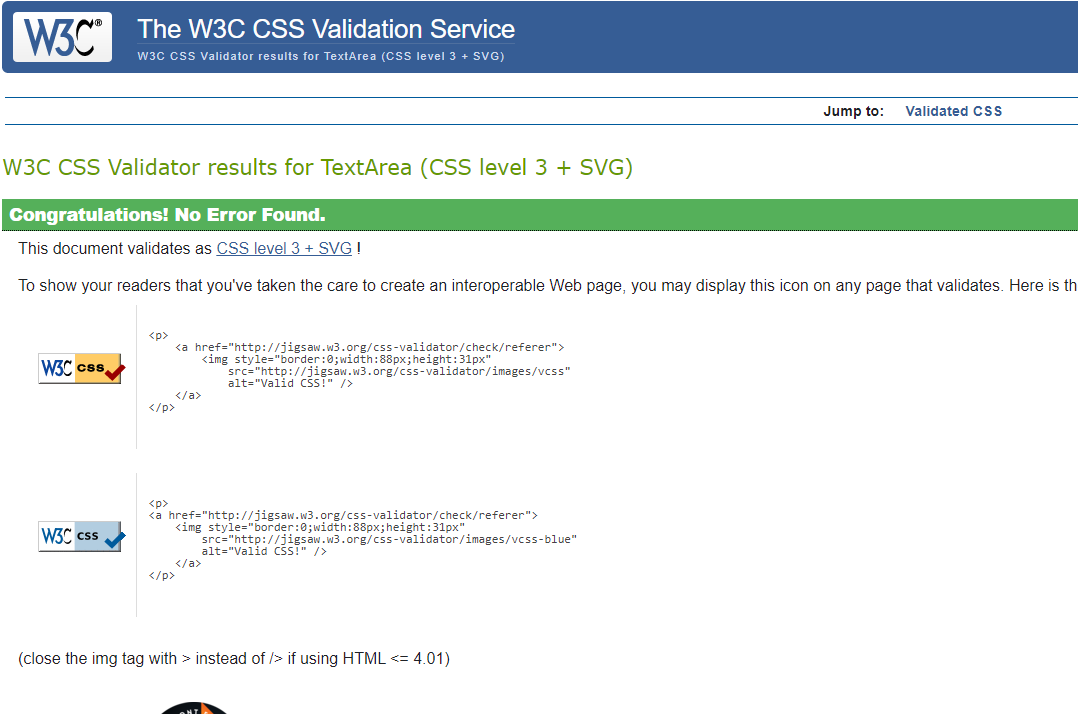 W3C®
The W3C CSS Validation Service
W3C CSS Validator results for TextArea (CSS level 3 + SVG)
Jump to: Validated CSS
W3C CSS Validator results for TextArea (CSS level 3 + SVG)
Congratulations! No Error Found.
This document validates as CSS level 3 + SVG !
To show your readers that you've taken the care to create an interoperable Web page, you may display this icon on any page that validates. Here is th
W3C css
<p>
<a href="http://jigsaw.w3.org/css-validator/check/referer">
<img style="border:0;width:88px;height:31px"
src="http://jigsaw.w3.org/css-validator/images/vcss"
alt="Valid CSS!" />
</a>
</p>
W3C css
<p>
<a href="http://jigsaw.w3.org/css-validator/check/referer">
<img style="border:0;width:88px;height:31px"
src="http://jigsaw.w3.org/css-validator/images/vcss-blue"
alt="Valid CSS!" />
</a>
</p>
(close the img tag with > instead of /> if using HTML <= 4.01)